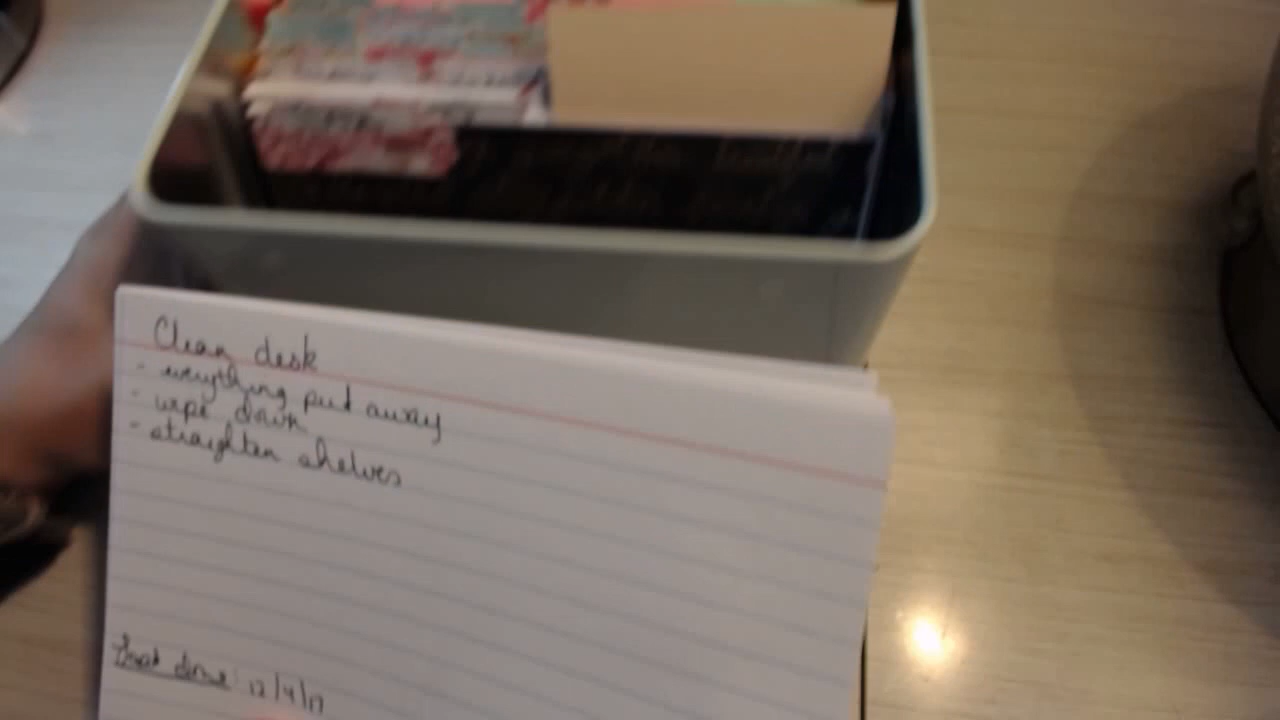 Clean desk
- everything put away
- wipe down
- straighten shelves
Last done: 12/4/17